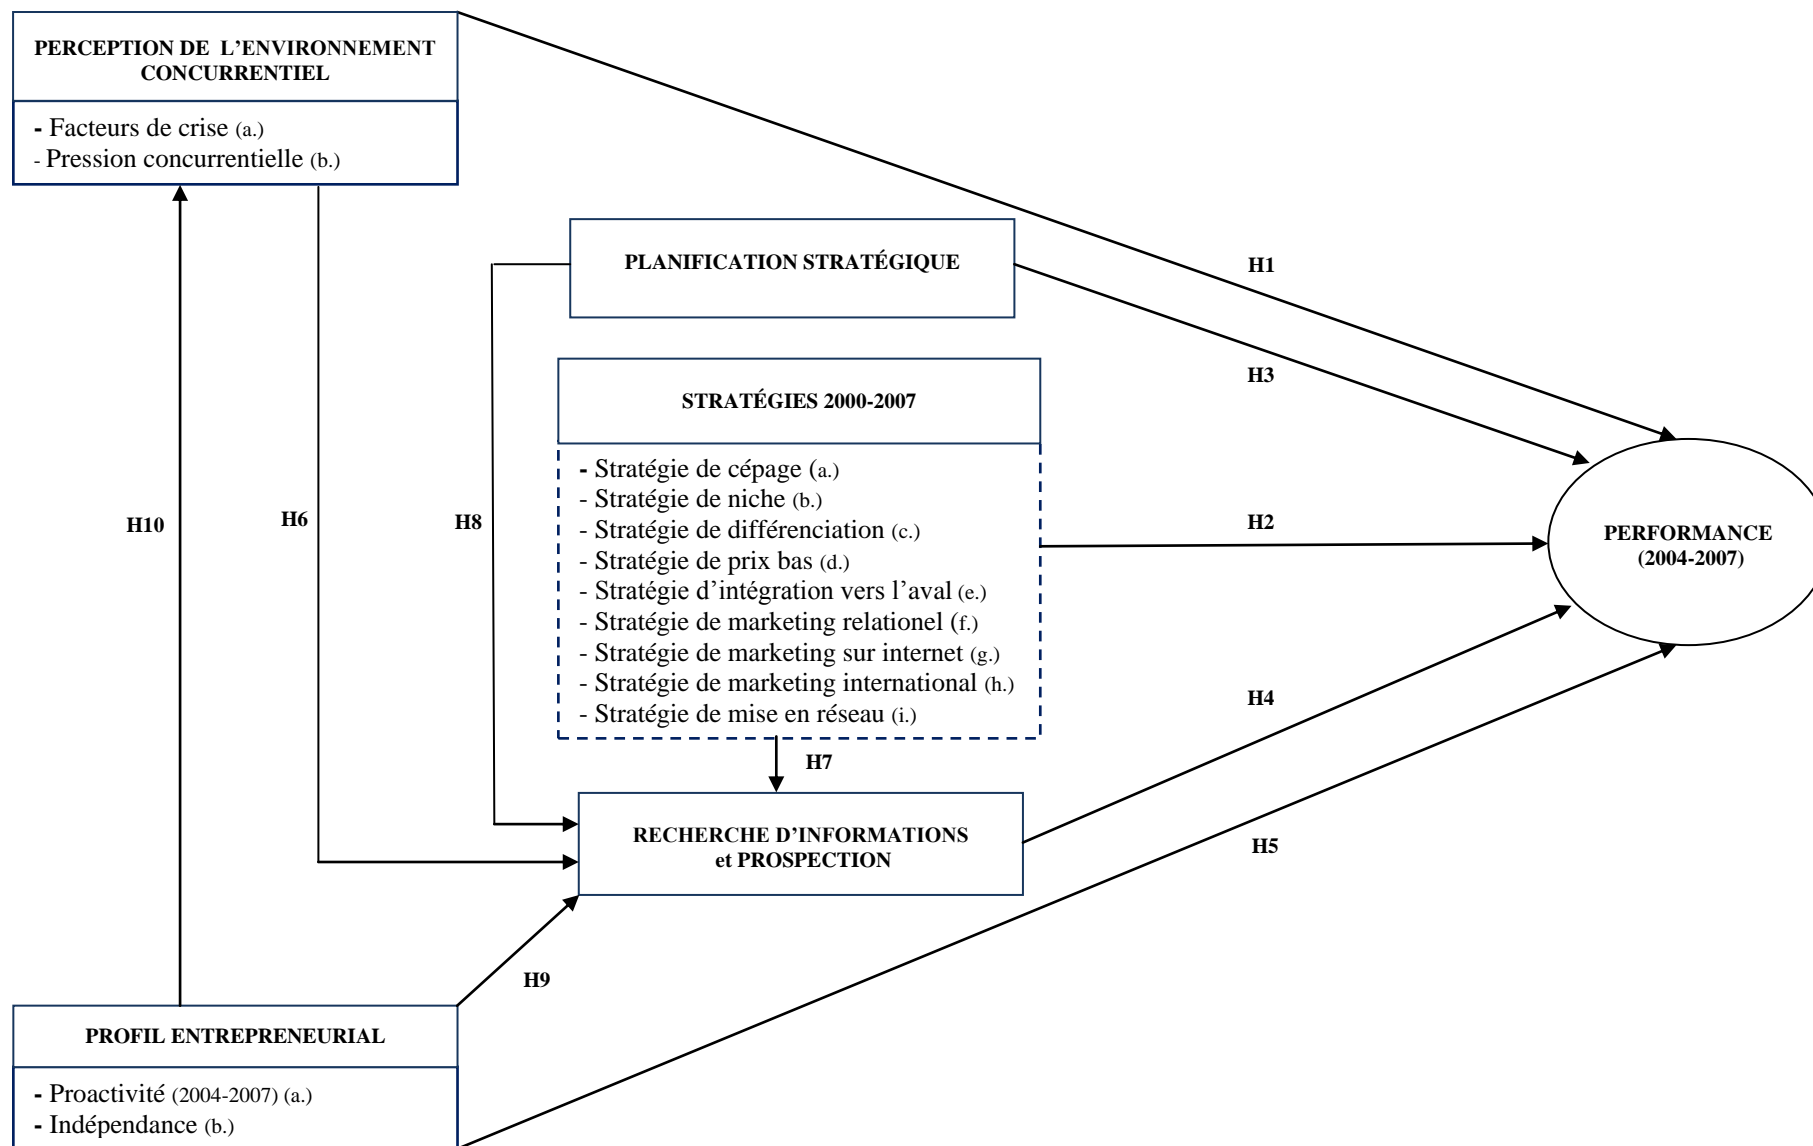 PERCEPTION DE L’ENVIRONNEMENT
CONCURRENTIEL
- Facteurs de crise (a.)
- Pression concurrentielle (b.)
PLANIFICATION STRATÉGIQUE
H1
H3
STRATÉGIES 2000-2007
- Stratégie de cépage (a.)
- Stratégie de niche (b.)
- Stratégie de différenciation (c.)
- Stratégie de prix bas (d.)
- Stratégie d’intégration vers l’aval (e.)
- Stratégie de marketing relationel (f.)
- Stratégie de marketing sur internet (g.)
- Stratégie de marketing international (h.)
- Stratégie de mise en réseau (i.)
H10
H6
H8
H2
PERFORMANCE
(2004-2007)
H4
H7
RECHERCHE D’INFORMATIONS
et PROSPECTION
H5
H9
PROFIL ENTREPRENEURIAL
- Proactivité (2004-2007) (a.)
- Indépendance (b.)